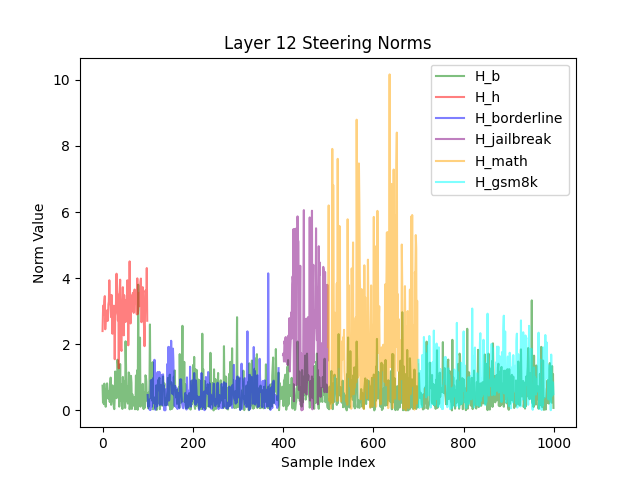 Layer 12 Steering Norms
10
8
6
4
2
0
Norm Value
0 200 400 600 800 1000
Sample Index
H_b
H_h
H_borderline
H_jailbreak
H_math
H_gsm8k